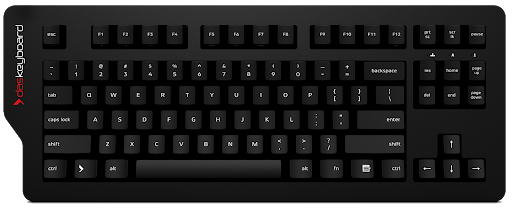 daskeyboard
esc F1 F2 F3 F4 F5 F6 F7 F8 F9 F10 F11 F12 prt sc scr lk pause
! 1 @ 2 # 3 $ 4 % 5 ^ 6 & 7 * 8 ( 9 ) 0 _ - + = backspace ins home page up
tab Q W E R T Y U I O P { [ } ] | \ del end page down
caps lock A S D F G H J K L : ; " ' enter
shift Z X C V B N M < , > . ? / shift ↑
ctrl alt alt fn ctrl ← ↓ →